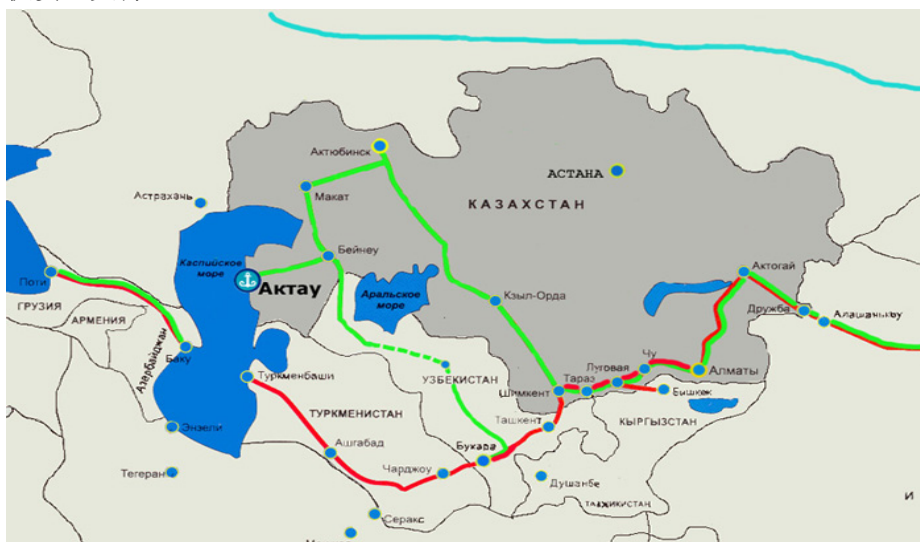 Актюбинск
АСТАНА
Астрахань
Макат
КАЗАХСТАН
Бейнеу
Каспийское
море
Актау
Актогай
Поти
Аральское
море
Кзыл-Орда
ГРУЗИЯ
АРМЕНИЯ
Дружба
Алашанькоу
Азербайджан
Баку
Чу
Луговая
Алматы
Туркменбаши
УЗБЕКИСТАН
Шимкент
Тараз
Бишкек
ТУРКМЕНИСТАН
Ташкент
КЫРГЫЗСТАН
Энзели
Ашгабад
Бухара
Чарджоу
Тегеран
Душанбе
ТАДЖИКИСТАН
Серакс
И